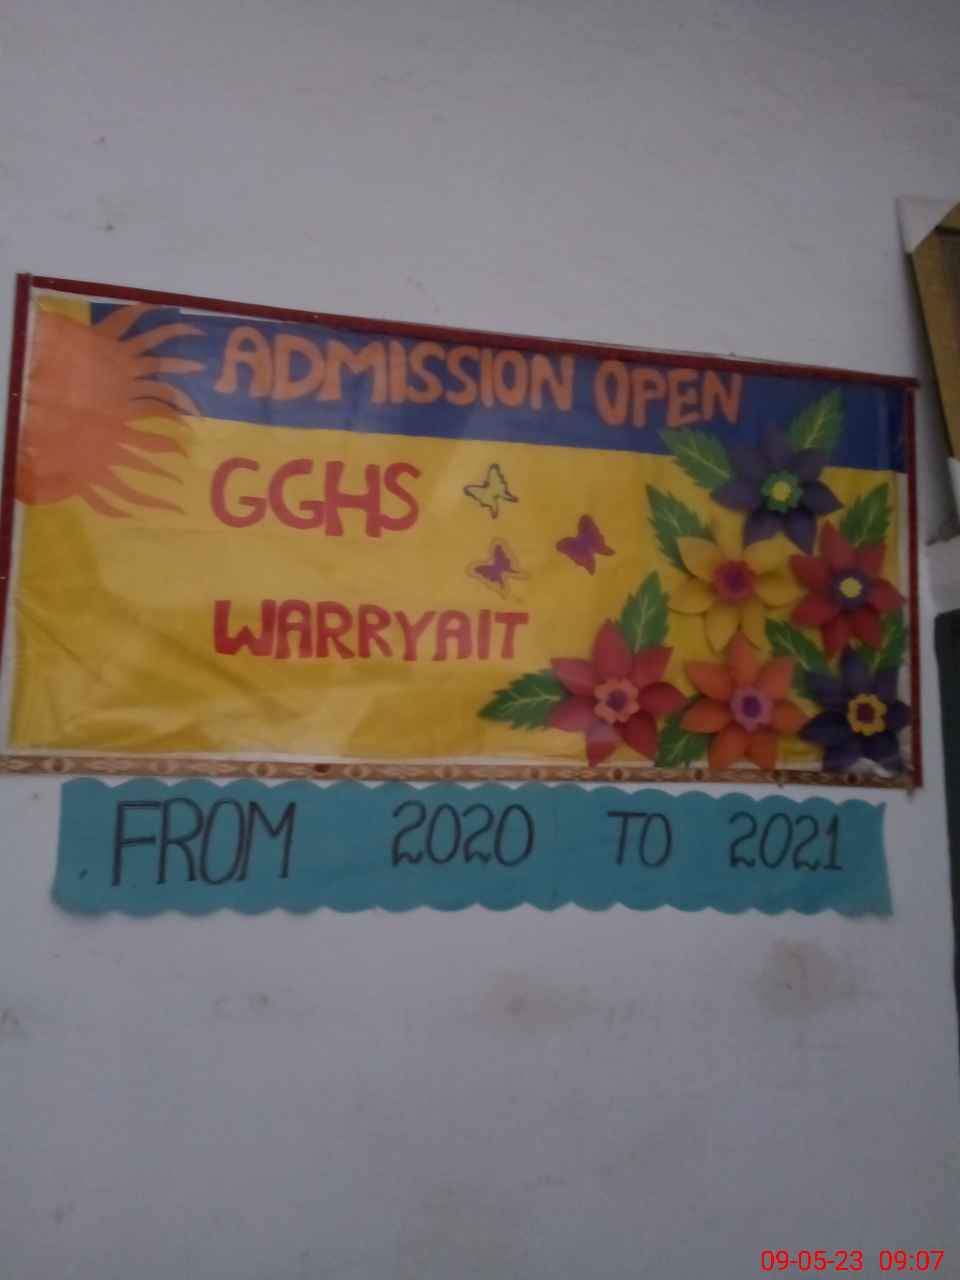 ADMISSION OPEN
GGHS
WARRYAIT
FROM 2020 TO 2021
09-05-23 09:07